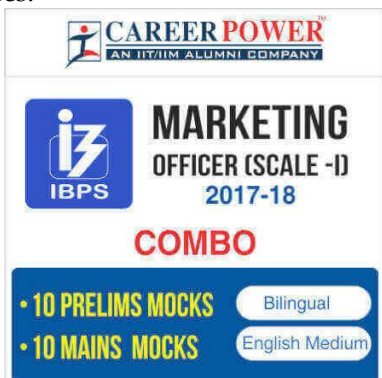 res.
CAREER POWER
AN IIT/IIM ALUMNI COMPANY
IBPS
MARKETING
OFFICER (SCALE -I)
2017-18
COMBO
• 10 PRELIMS MOCKS Bilingual
• 10 MAINS MOCKS English Medium